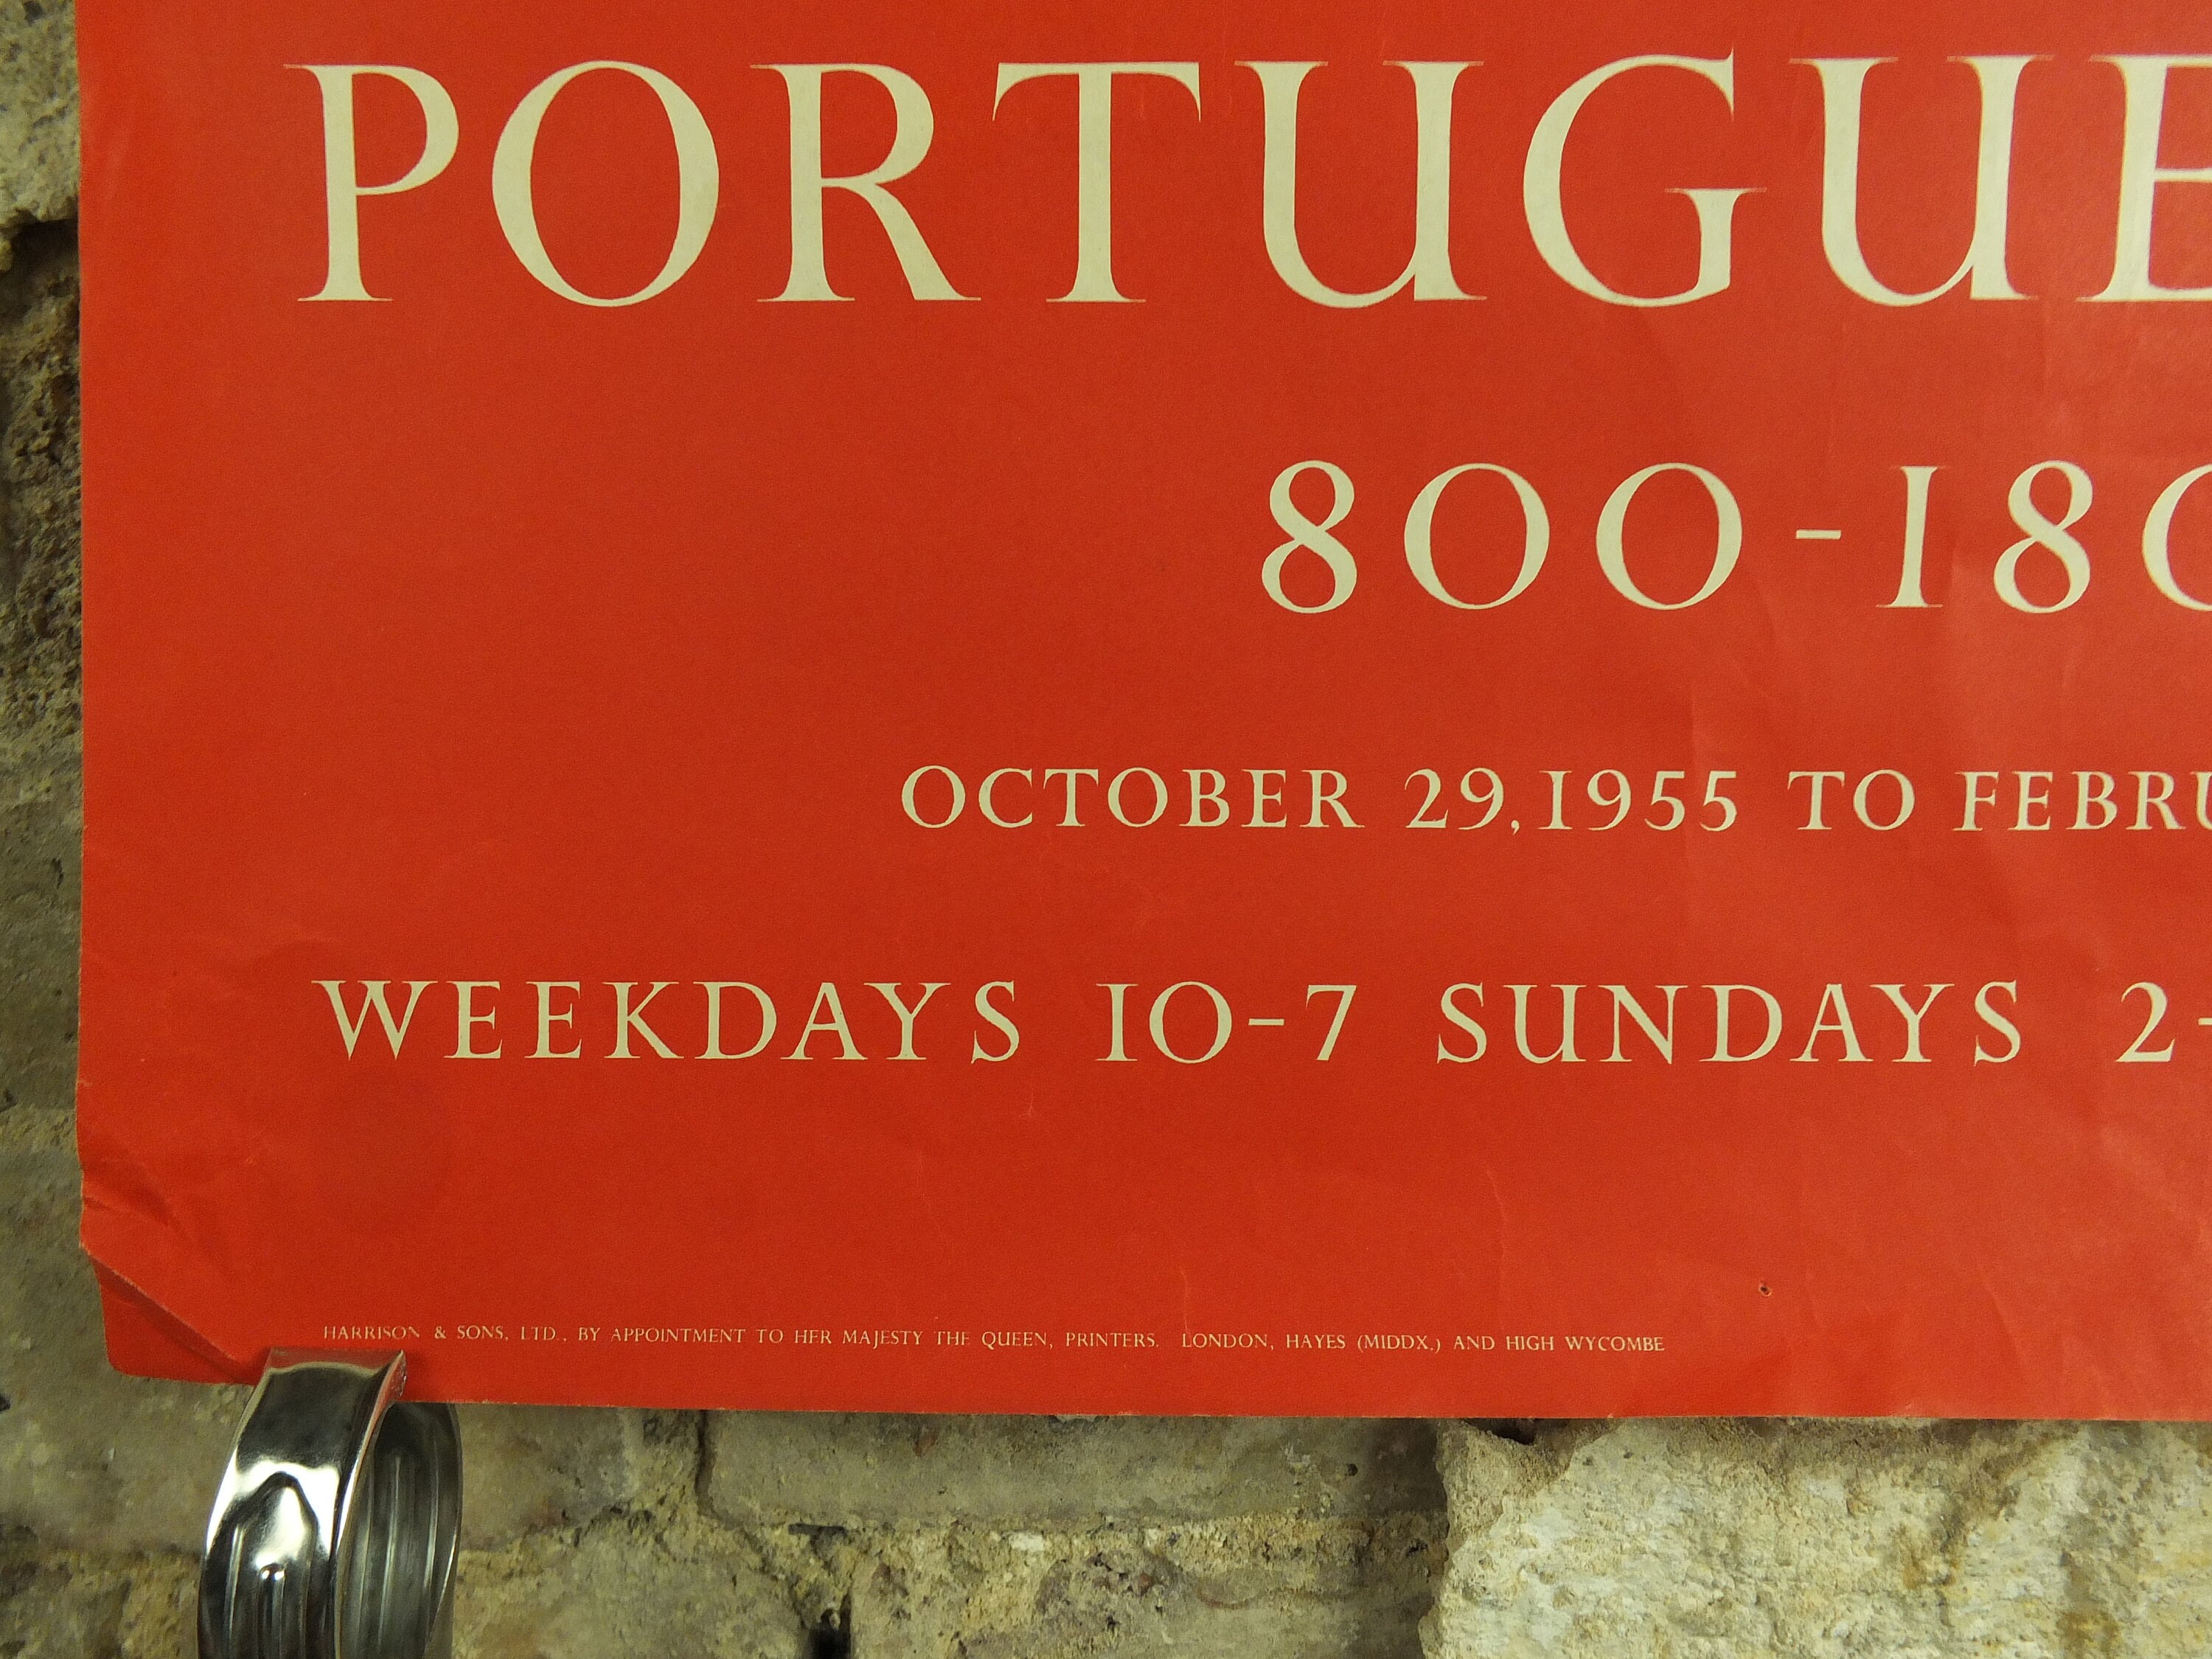 PORTUGUE
800-180
OCTOBER 29, 1955 TO FEBRU
WEEKDAYS 10-7 SUNDAYS 2-
HARRISON & SONS, LTD., BY APPOINTMENT TO HER MAJESTY THE QUEEN, PRINTERS. LONDON, HAYES (MIDDX.) AND HIGH WYCOMBE